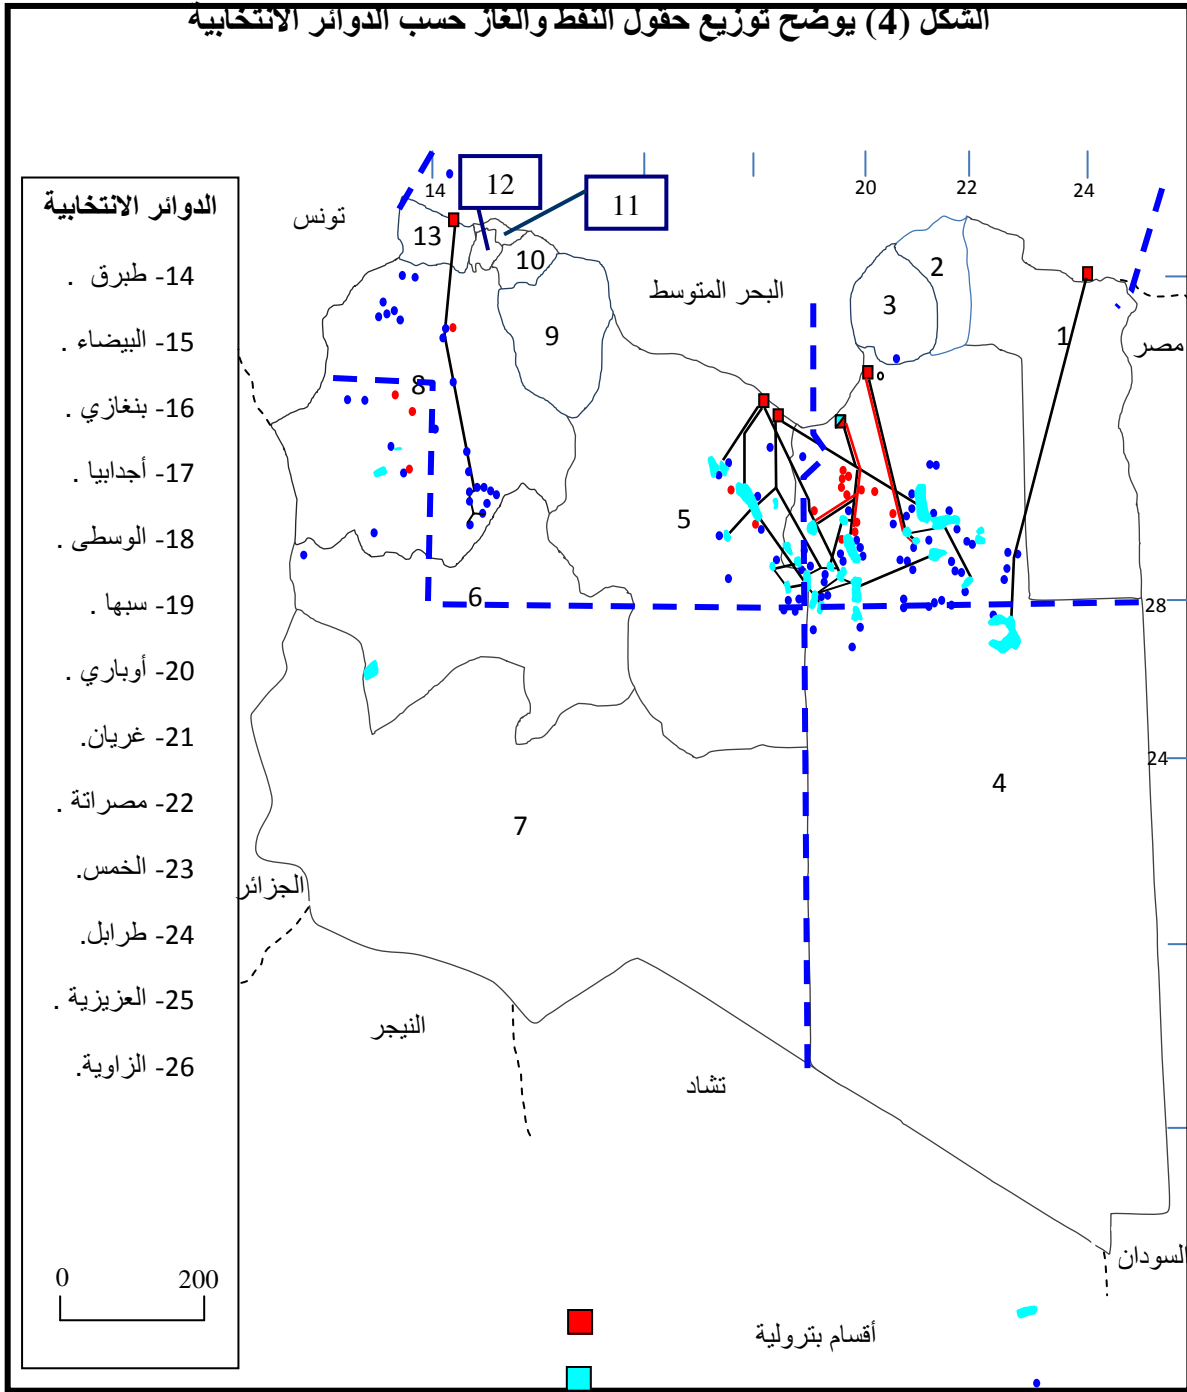 الشكل (4) يوضح توزيع حقول النفط والغاز حسب الدوائر الانتخابية
14
20
22
24
12
11
13
10
9
8
تونس
البحر المتوسط
2
3
1
مصر
الدوائر الانتخابية
14- طبرق .
15- البيضاء .
16- بنغازي .
17- أجدابيا .
18- الوسطى .
19- سبها .
20- أوباري .
21- غريان.
22- مصراتة .
23- الخمس.
24- طرابل.
25- العزيزية .
26- الزاوية.
5
6
28
24
4
7
الجزائر
النيجر
تشاد
السودان
0 200
أقسام بترولية